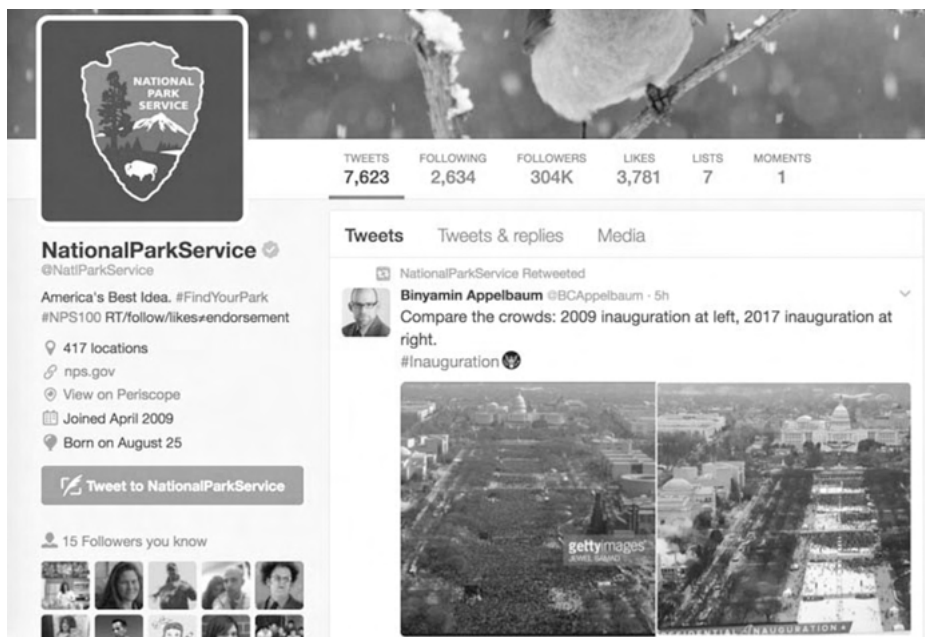 NATIONAL
PARK
SERVICE
TWEETS
7,623
FOLLOWING
2,634
FOLLOWERS
304K
LIKES
3,781
LISTS
7
MOMENTS
1
NationalParkService
@NatlParkService
America's Best Idea. #FindYourPark
#NPS100 RT/follow/likes≠endorsement
417 locations
nps.gov
View on Periscope
Joined April 2009
Born on August 25
Tweet to NationalParkService
15 Followers you know
Tweets Tweets & replies Media
NationalParkService Retweeted
Binyamin Appelbaum @BCAppelbaum · 5h
Compare the crowds: 2009 inauguration at left, 2017 inauguration at
right.
#Inauguration
gettyimages
JEWEL SAMAD
INAUGURATION